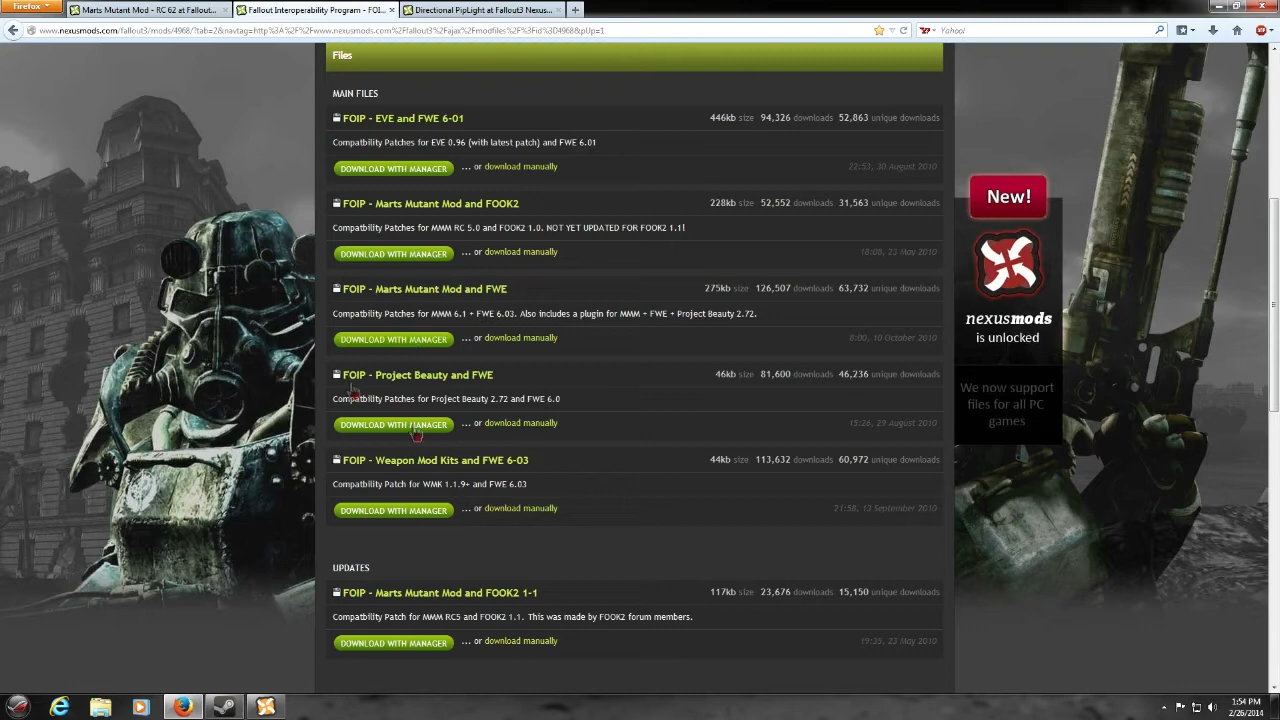 Firefox
Marts Mutant Mod - RC 62 at Fallout...
Fallout Interoperability Program - FOI...
Directional PipLight at Fallout3 Nexus...
www.nexusmods.com/fallout3/mods/4968/?tab=2&navtag=http%3A%2F%2Fwww.nexusmods.com%2Ffallout3%2Fajax%2Fmodfiles%2F%3Fid%3D4968&pUp=1
Yahoo!
Files
MAIN FILES
FOIP - EVE and FWE 6-01
446kb size 94,326 downloads 52,863 unique downloads
Compatibility Patches for EVE 0.96 (with latest patch) and FWE 6.01
DOWNLOAD WITH MANAGER ... or download manually
22:53, 30 August 2010
FOIP - Marts Mutant Mod and FOOK2
228kb size 52,552 downloads 31,563 unique downloads
Compatbility Patches for MMM RC 5.0 and FOOK2 1.0. NOT YET UPDATED FOR FOOK2 1.1!
DOWNLOAD WITH MANAGER ... or download manually
18:08, 23 May 2010
FOIP - Marts Mutant Mod and FWE
275kb size 126,507 downloads 63,732 unique downloads
Compatbility Patches for MMM 6.1 + FWE 6.03. Also includes a plugin for MMM + FWE + Project Beauty 2.72.
DOWNLOAD WITH MANAGER ... or download manually
8:00, 10 October 2010
FOIP - Project Beauty and FWE
46kb size 81,600 downloads 46,236 unique downloads
Compatbility Patches for Project Beauty 2.72 and FWE 6.0
DOWNLOAD WITH MANAGER ... or download manually
15:26, 29 August 2010
FOIP - Weapon Mod Kits and FWE 6-03
44kb size 113,632 downloads 60,972 unique downloads
Compatbility Patch for WMK 1.1.9+ and FWE 6.03
DOWNLOAD WITH MANAGER ... or download manually
21:58, 13 September 2010
UPDATES
FOIP - Marts Mutant Mod and FOOK2 1-1
117kb size 23,676 downloads 15,150 unique downloads
Compatbility Patch for MMM RC5 and FOOK2 1.1. This was made by FOOK2 forum members.
DOWNLOAD WITH MANAGER ... or download manually
19:35, 23 May 2010
New!
nexusmods
is unlocked
We now support
files for all PC
games
1:54 PM
2/26/2014